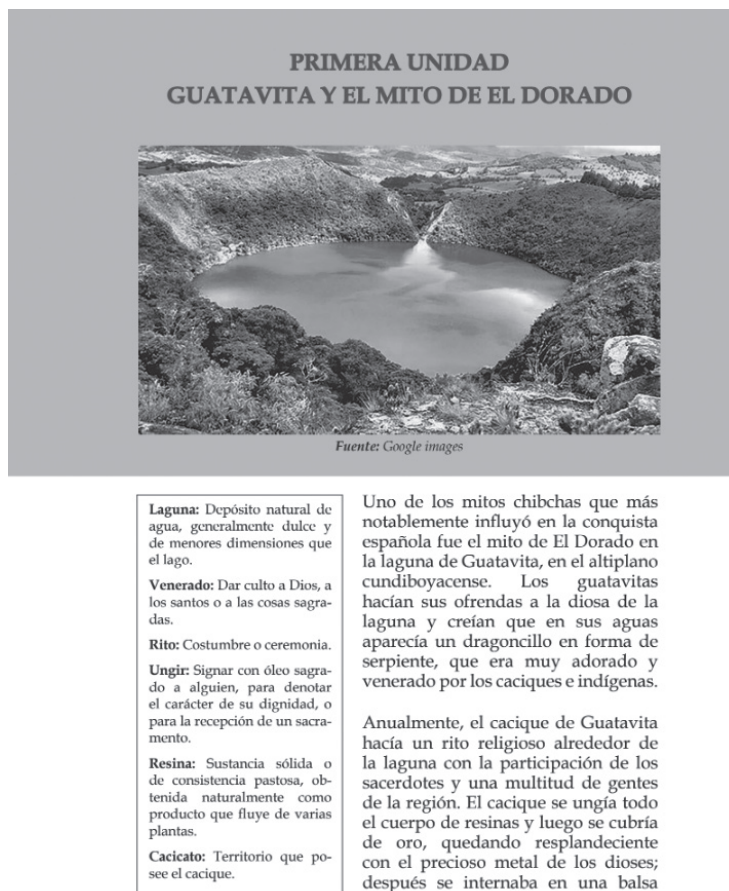 PRIMERA UNIDAD
GUATAVITA Y EL MITO DE EL DORADO
Fuente: Google images
Laguna: Depósito natural de
agua, generalmente dulce y
de menores dimensiones que
el lago.
Venerado: Dar culto a Dios, a
los santos o a las cosas sagra-
das.
Rito: Costumbre o ceremonia.
Ungir: Signar con óleo sagra-
do a alguien, para denotar
el carácter de su dignidad, o
para la recepción de un sacra-
mento.
Resina: Sustancia sólida o
de consistencia pastosa, ob-
tenida naturalmente como
producto que fluye de varias
plantas.
Cacicato: Territorio que po-
see el cacique.
Uno de los mitos chibchas que más
notablemente influyó en la conquista
española fue el mito de El Dorado en
la laguna de Guatavita, en el altiplano
cundiboyacense. Los guatavitas
hacían sus ofrendas a la diosa de la
laguna y creían que en sus aguas
aparecía un dragoncillo en forma de
serpiente, que era muy adorado y
venerado por los caciques e indígenas.
Anualmente, el cacique de Guatavita
hacía un rito religioso alrededor de
la laguna con la participación de los
sacerdotes y una multitud de gentes
de la región. El cacique se ungía todo
el cuerpo de resinas y luego se cubría
de oro, quedando resplandeciente
con el precioso metal de los dioses;
después se internaba en una balsa